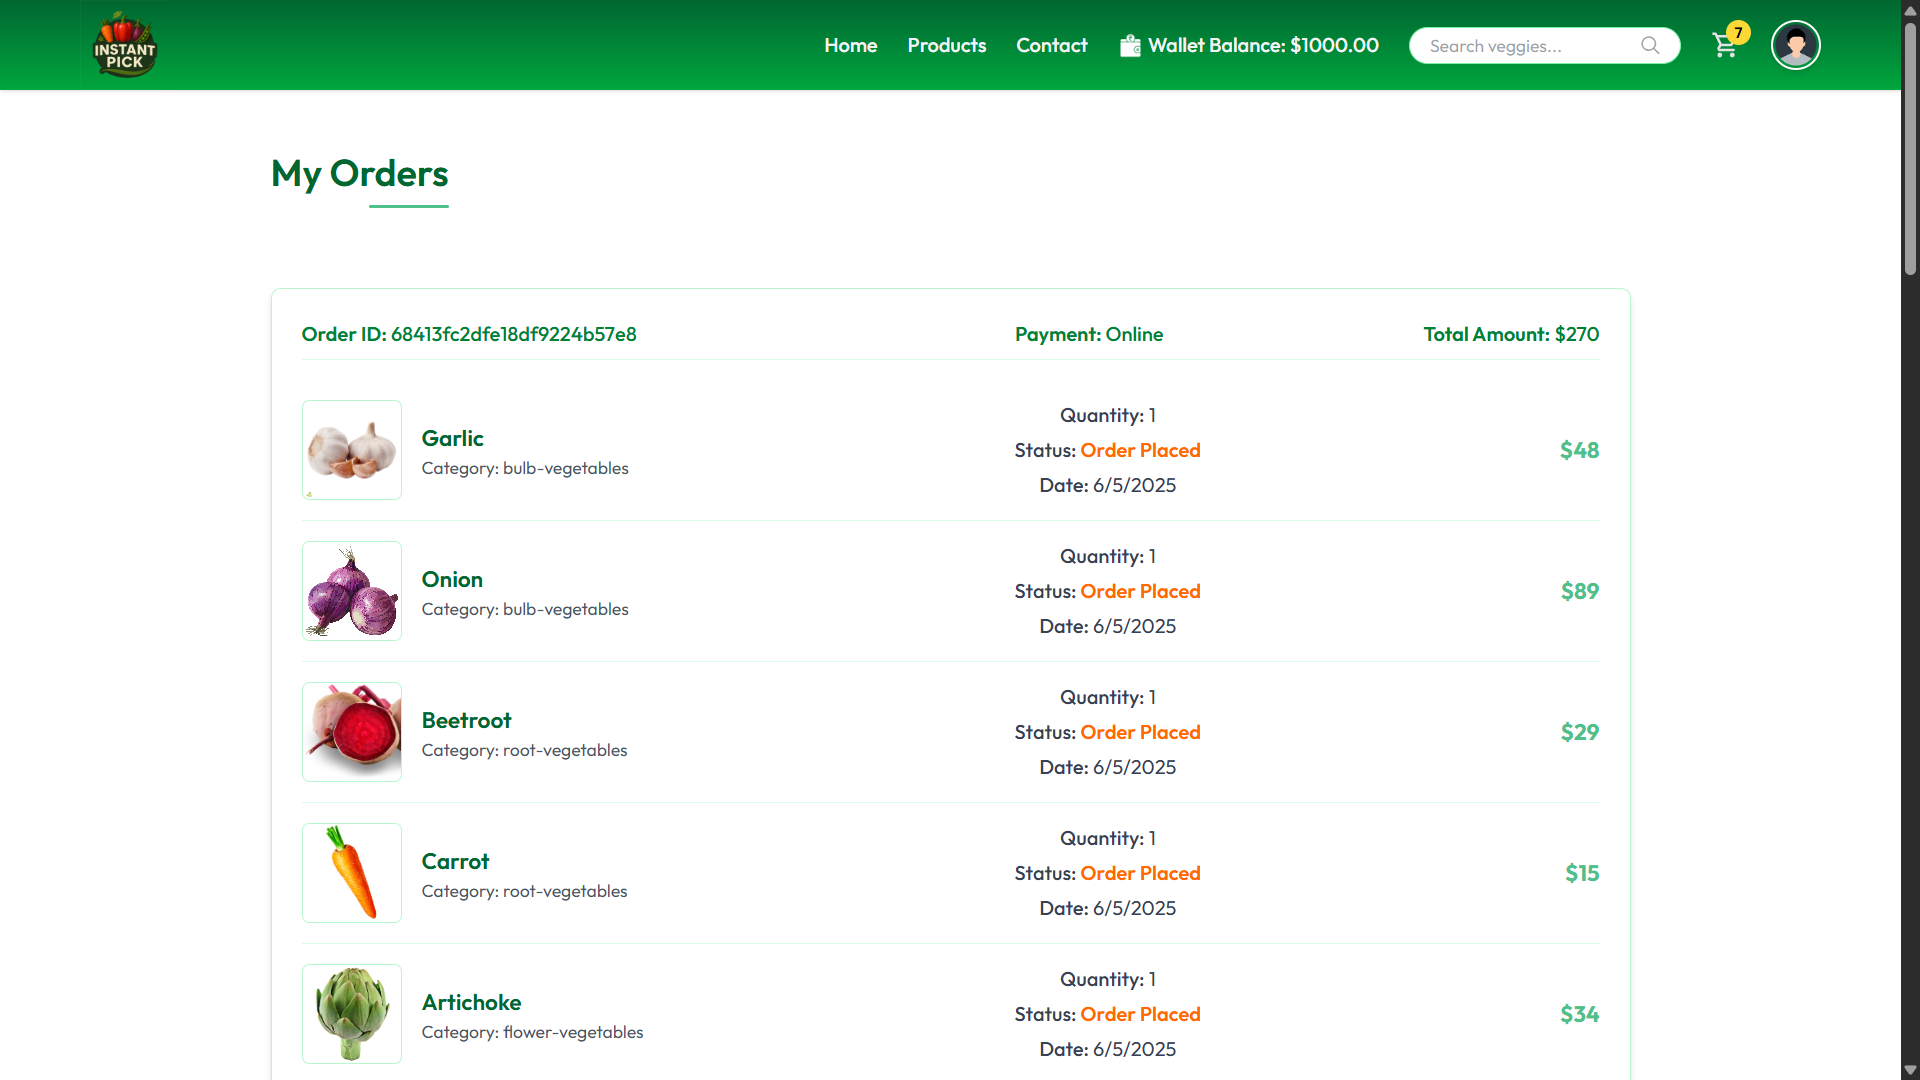 INSTANT
PICK
Home Products Contact Wallet Balance: $1000.00 Search veggies... 7
My Orders
Order ID: 68413fc2dfe18df9224b57e8 Payment: Online Total Amount: $270
Garlic
Category: bulb-vegetables
Quantity: 1
Status: Order Placed
Date: 6/5/2025
$48
Onion
Category: bulb-vegetables
Quantity: 1
Status: Order Placed
Date: 6/5/2025
$89
Beetroot
Category: root-vegetables
Quantity: 1
Status: Order Placed
Date: 6/5/2025
$29
Carrot
Category: root-vegetables
Quantity: 1
Status: Order Placed
Date: 6/5/2025
$15
Artichoke
Category: flower-vegetables
Quantity: 1
Status: Order Placed
Date: 6/5/2025
$34